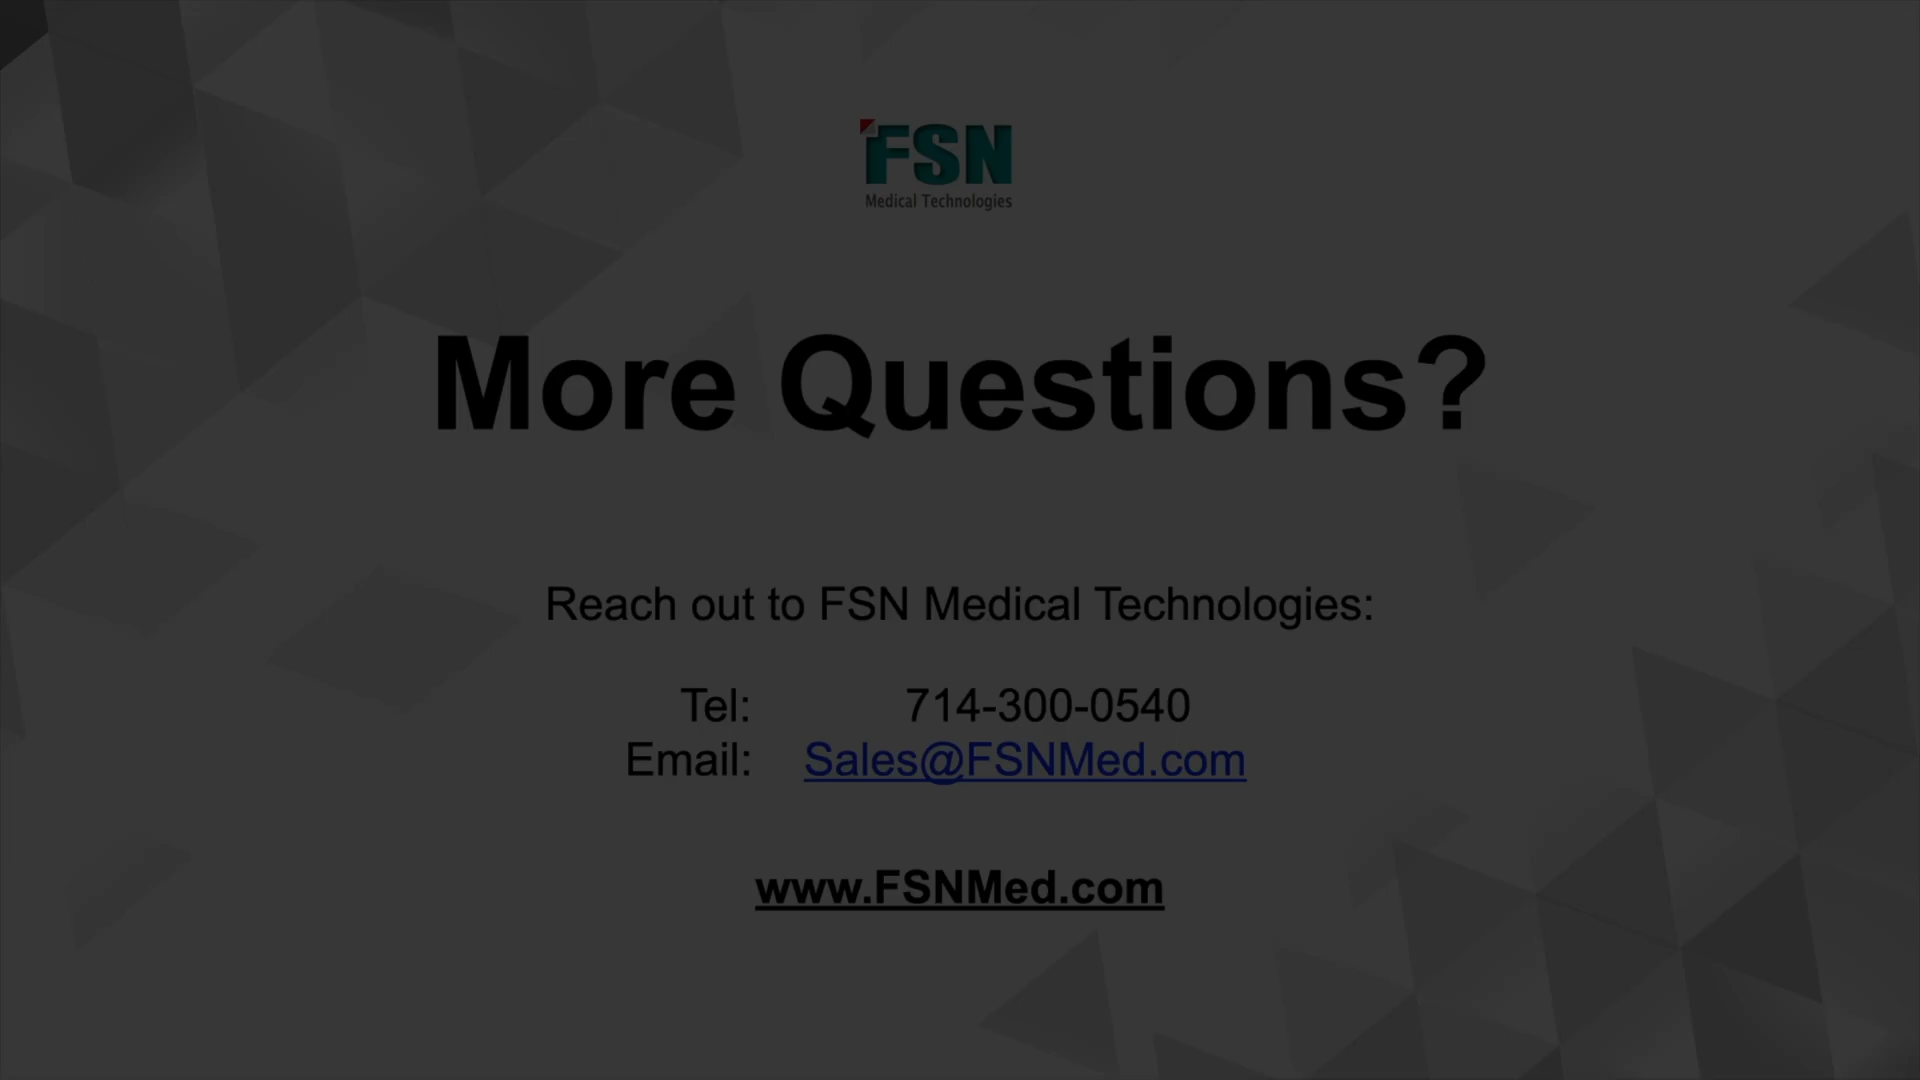 FSN
Medical Technologies
More Questions?
Reach out to FSN Medical Technologies:
Tel: 714-300-0540
Email: Sales@FSNMed.com
www.FSNMed.com